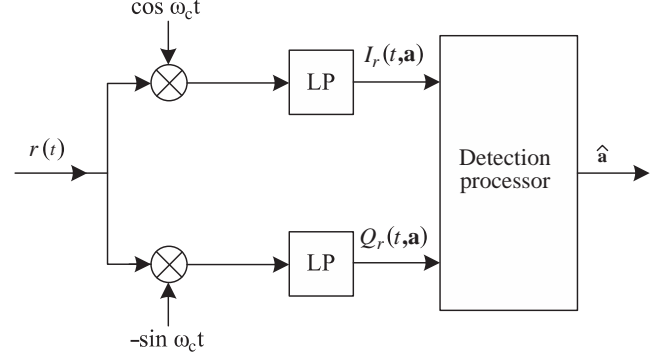 cos ω_c t
LP
I_r(t,a)
r(t)
Detection
processor
â
LP
Q_r(t,a)
-sin ω_c t